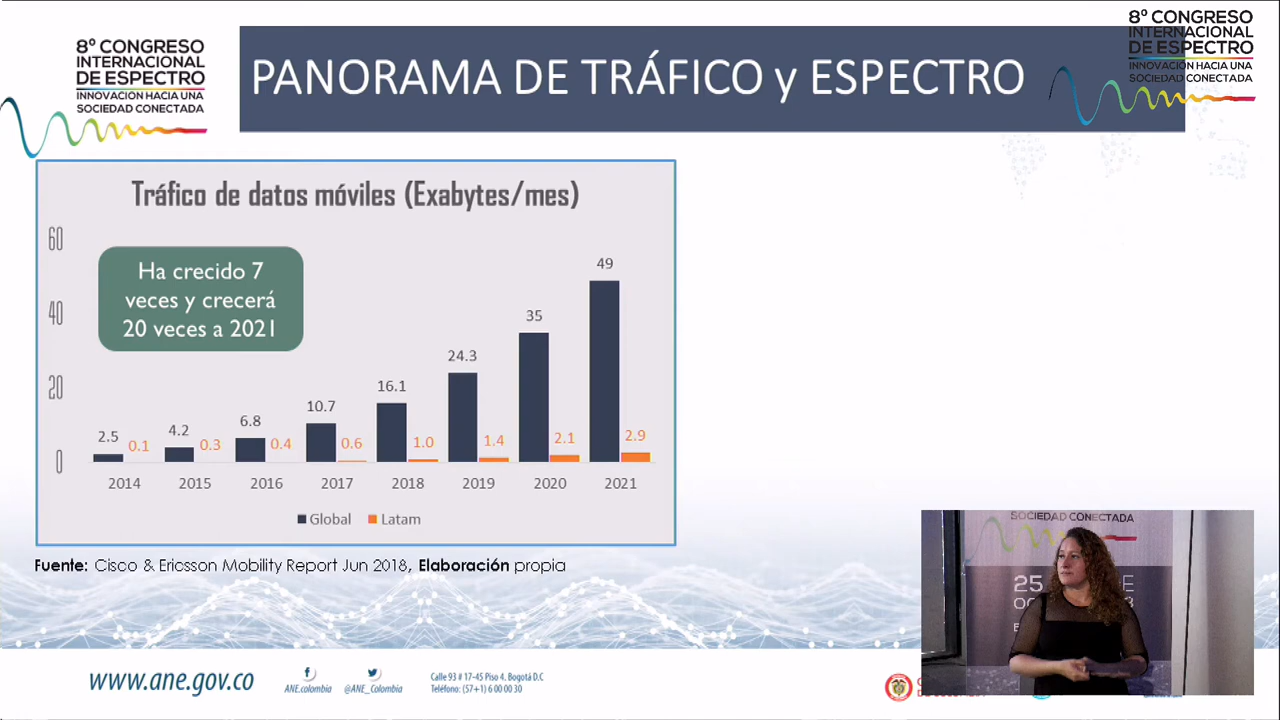 8º CONGRESO
INTERNACIONAL
DE ESPECTRO
INNOVACIÓN HACIA UNA
SOCIEDAD CONECTADA
PANORAMA DE TRÁFICO y ESPECTRO
8º CONGRESO
INTERNACIONAL
DE ESPECTRO
INNOVACIÓN HACIA UNA
SOCIEDAD CONECTADA
Tráfico de datos móviles (Exabytes/mes)
Ha crecido 7
veces y crecerá
20 veces a 2021
60
40
20
0
2.5 0.1 4.2 0.3 6.8 0.4 10.7 0.6 16.1 1.0 24.3 1.4 35 2.1 49 2.9
2014 2015 2016 2017 2018 2019 2020 2021
Global Latam
Fuente: Cisco & Ericsson Mobility Report Jun 2018, Elaboración propia
SOCIEDAD CONECTADA
25
www.ane.gov.co
ANE.colombia
@ANE_Colombia
Calle 93 # 17-45 Piso 4. Bogotá D.C
Teléfono: (57+1) 6 00 00 30